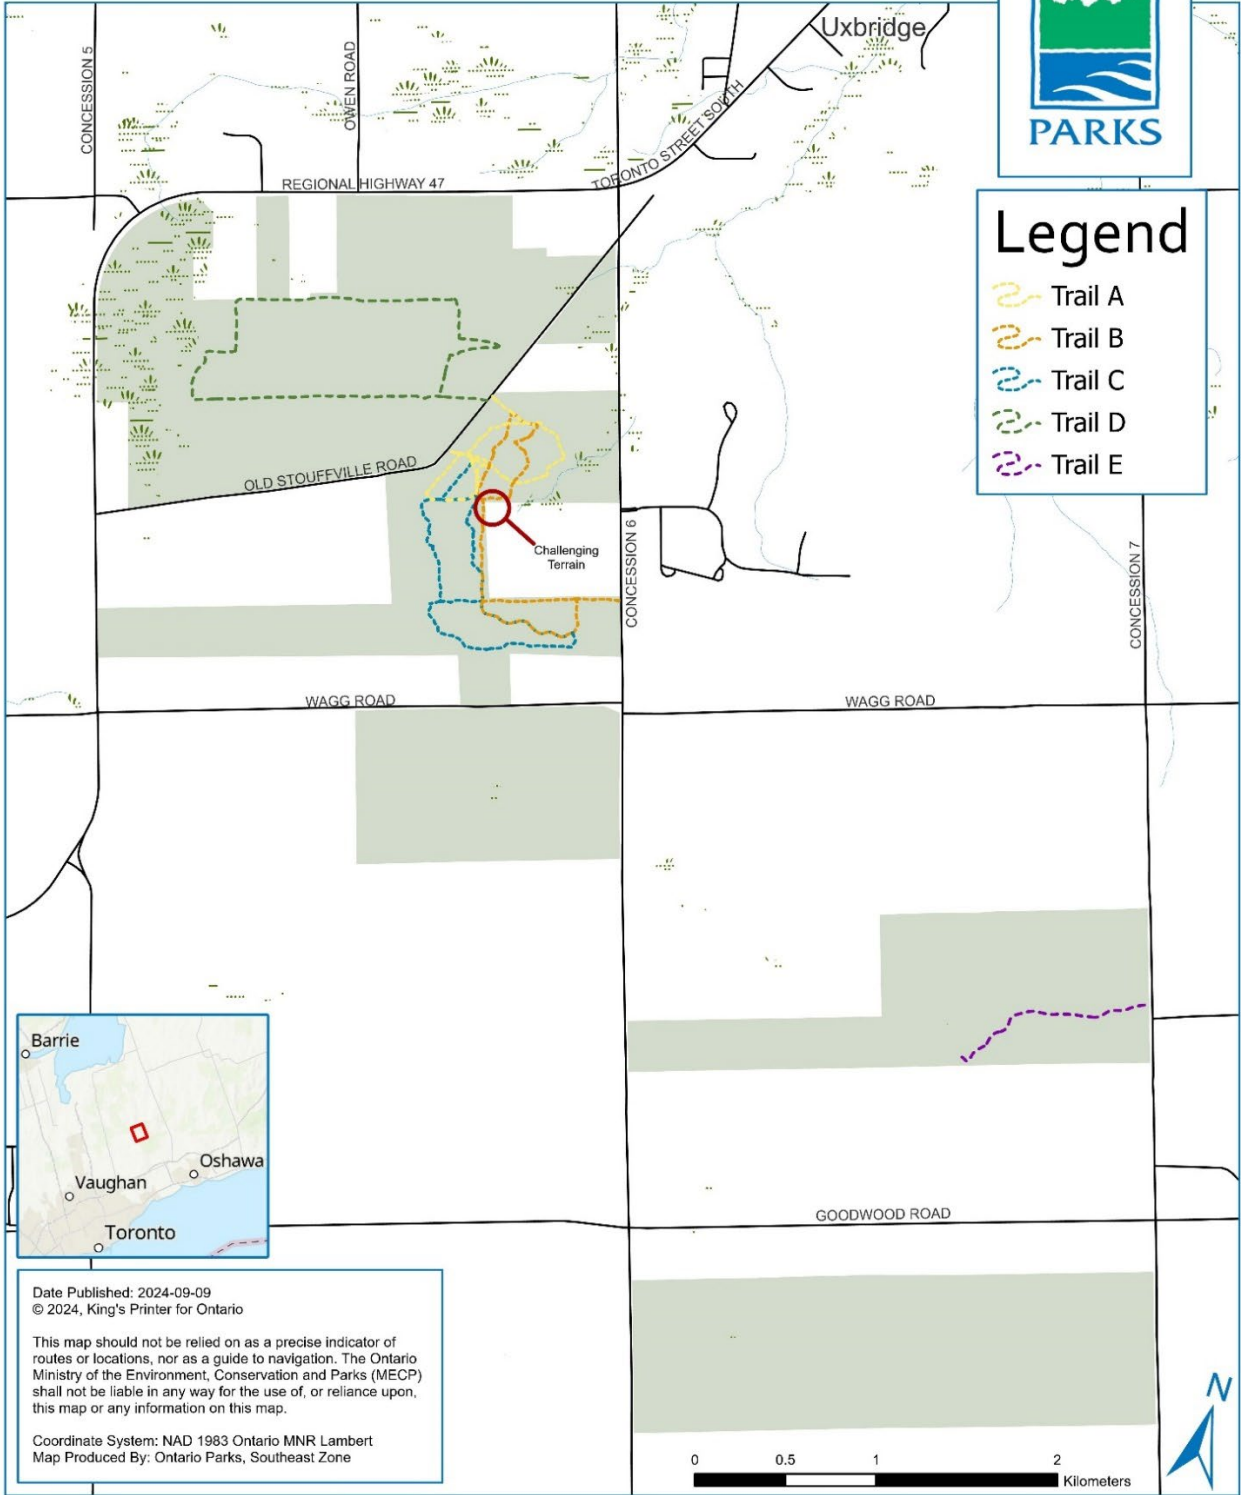 Uxbridge
CONCESSION 5
OWEN ROAD
TORONTO STREET SOUTH
REGIONAL HIGHWAY 47
PARKS
Legend
Trail A
Trail B
Trail C
Trail D
Trail E
OLD STOUFFVILLE ROAD
Challenging
Terrain
CONCESSION 6
CONCESSION 7
WAGG ROAD
WAGG ROAD
Barrie
Oshawa
Vaughan
Toronto
GOODWOOD ROAD
Date Published: 2024-09-09
© 2024, King's Printer for Ontario
This map should not be relied on as a precise indicator of
routes or locations, nor as a guide to navigation. The Ontario
Ministry of the Environment, Conservation and Parks (MECP)
shall not be liable in any way for the use of, or reliance upon,
this map or any information on this map.
Coordinate System: NAD 1983 Ontario MNR Lambert
Map Produced By: Ontario Parks, Southeast Zone
N
0 0.5 1 2
Kilometers